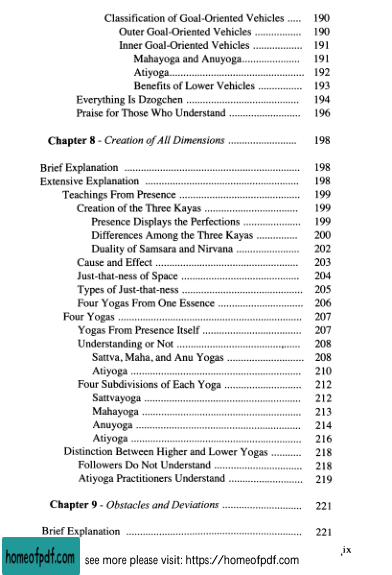 Classification of Goal-Oriented Vehicles ..... 190
Outer Goal-Oriented Vehicles ................. 190
Inner Goal-Oriented Vehicles .................. 191
Mahayoga and Anuyoga..................... 191
Atiyoga................................................ 192
Benefits of Lower Vehicles ................ 193
Everything Is Dzogchen ........................................ 194
Praise for Those Who Understand ......................... 196
Chapter 8 - Creation of All Dimensions ........................ 198
Brief Explanation .............................................................. 198
Extensive Explanation ...................................................... 198
Teachings From Presence ........................................... 199
Creation of the Three Kayas ................................. 199
Presence Displays the Perfections .................... 199
Differences Among the Three Kayas ............... 200
Duality of Samsara and Nirvana ....................... 202
Cause and Effect ................................................... 203
Just-that-ness of Space .......................................... 204
Types of Just-that-ness .......................................... 205
Four Yogas From One Essence ............................. 206
Four Yogas ................................................................. 207
Yogas From Presence Itself .................................. 207
Understanding or Not ............................................ 208
Sattva, Maha, and Anu Yogas ........................... 208
Atiyoga ............................................................ 210
Four Subdivisions of Each Yoga ........................... 212
Sattvayoga ........................................................ 212
Mahayoga ......................................................... 213
Anuyoga ........................................................... 214
Atiyoga ............................................................. 216
Distinction Between Higher and Lower Yogas ........... 218
Followers Do Not Understand ............................... 218
Atiyoga Practitioners Understand .......................... 219
Chapter 9 - Obstacles and Deviations ............................ 221
Brief Explanation .............................................................. 221
ix
homeofpdf.com see more please visit: https://homeofpdf.com